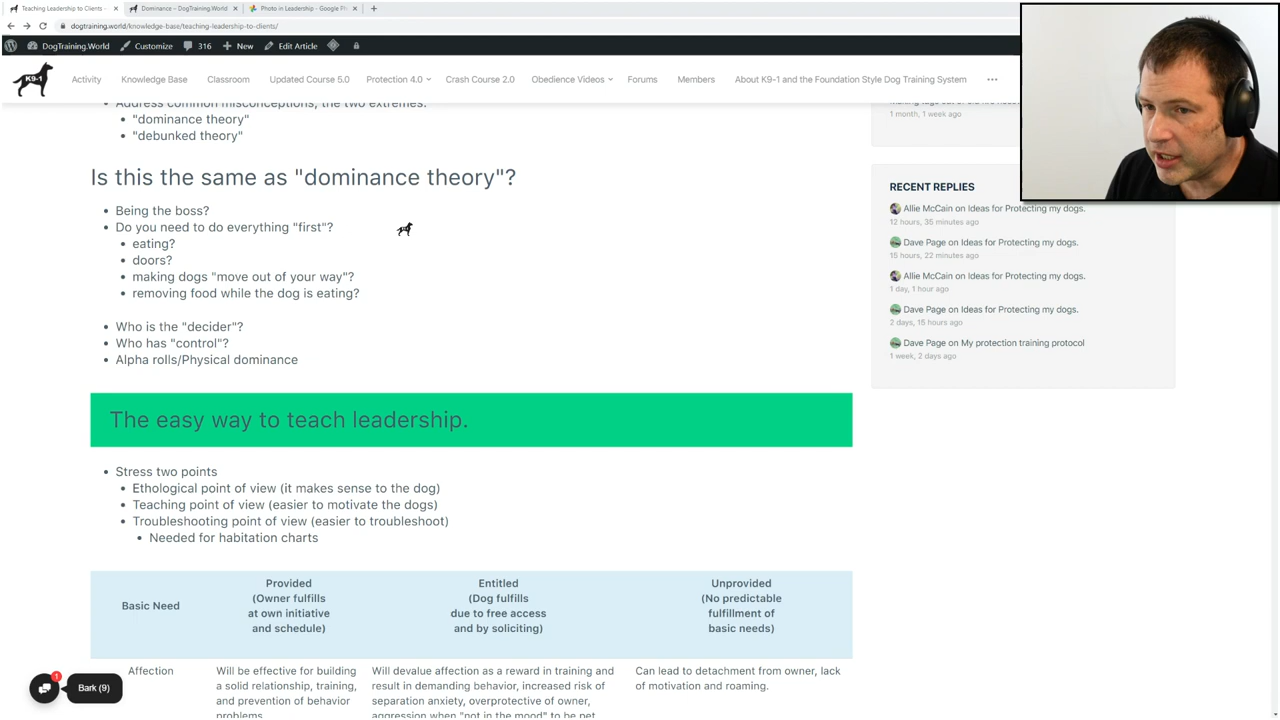 Teaching Leadership to Clients -
Dominance – DogTraining.World
Photo in Leadership - Google Ph
dogtraining.world/knowledge-base/teaching-leadership-to-clients/
DogTraining.World
Customize
316
New
Edit Article
K9-1
Activity
Knowledge Base
Classroom
Updated Course 5.0
Protection 4.0
Crash Course 2.0
Obedience Videos
Forums
Members
About K9-1 and the Foundation Style Dog Training System
Address common misconceptions, the two extremes.
"dominance theory"
"debunked theory"
Is this the same as "dominance theory"?
Being the boss?
Do you need to do everything "first"?
eating?
doors?
making dogs "move out of your way"?
removing food while the dog is eating?
Who is the "decider"?
Who has "control"?
Alpha rolls/Physical dominance
The easy way to teach leadership.
Stress two points
Ethological point of view (it makes sense to the dog)
Teaching point of view (easier to motivate the dogs)
Troubleshooting point of view (easier to troubleshoot)
Needed for habitation charts
Basic Need
Provided
(Owner fulfills
at own initiative
and schedule)
Entitled
(Dog fulfills
due to free access
and by soliciting)
Unprovided
(No predictable
fulfillment of
basic needs)
Affection
Will be effective for building
a solid relationship, training,
and prevention of behavior
problems.
Will devalue affection as a reward in training and
result in demanding behavior, increased risk of
separation anxiety, overprotective of owner,
aggression when "not in the mood" to be pet
Can lead to detachment from owner, lack
of motivation and roaming.
1 month, 1 week ago
RECENT REPLIES
Allie McCain on Ideas for Protecting my dogs.
12 hours, 35 minutes ago
Dave Page on Ideas for Protecting my dogs.
15 hours, 22 minutes ago
Allie McCain on Ideas for Protecting my dogs.
1 day, 1 hour ago
Dave Page on Ideas for Protecting my dogs.
2 days, 15 hours ago
Dave Page on My protection training protocol
1 week, 2 days ago
1
Bark (9)